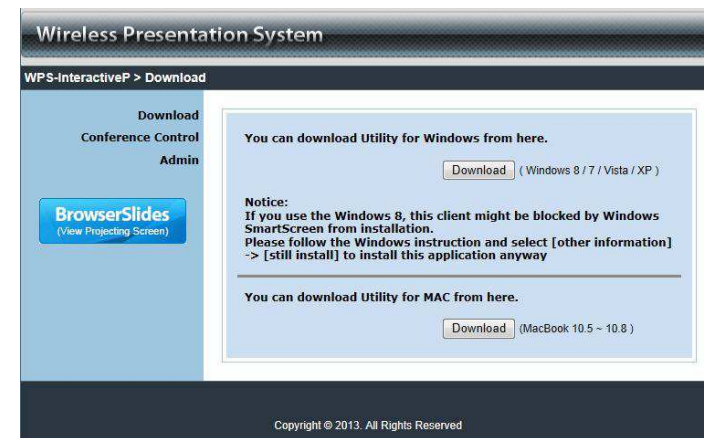 Wireless Presentation System
WPS-InteractiveP > Download
Download
Conference Control
Admin
BrowserSlides
(View Projecting Screen)
You can download Utility for Windows from here.
Download ( Windows 8 / 7 / Vista / XP )
Notice:
If you use the Windows 8, this client might be blocked by Windows
SmartScreen from installation.
Please follow the Windows instruction and select [other information]
-> [still install] to install this application anyway
You can download Utility for MAC from here.
Download (MacBook 10.5 ~ 10.8 )
Copyright © 2013. All Rights Reserved